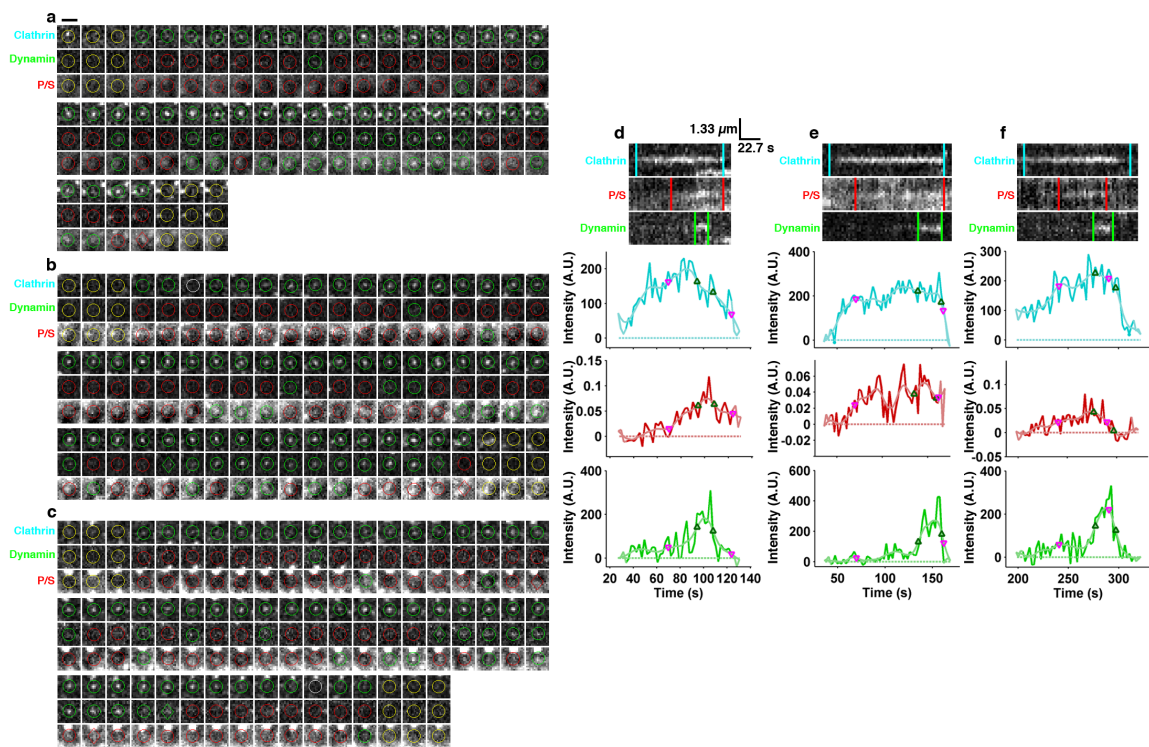 a
Clathrin
Dynamin
P/S
b
Clathrin
Dynamin
P/S
c
Clathrin
Dynamin
P/S
d
1.33 µm
22.7 s
e
f
Clathrin
P/S
Dynamin
Clathrin
P/S
Dynamin
Clathrin
P/S
Dynamin
Intensity (A.U.)
200
100
0
Intensity (A.U.)
400
200
0
Intensity (A.U.)
300
200
100
0
Intensity (A.U.)
0.15
0.1
0.05
0
Intensity (A.U.)
0.06
0.04
0.02
0
-0.02
Intensity (A.U.)
0.1
0.05
0
-0.05
Intensity (A.U.)
400
200
0
20 40 60 80 100 120 140
Time (s)
Intensity (A.U.)
600
400
200
0
50 100 150
Time (s)
Intensity (A.U.)
400
200
0
200 250 300
Time (s)